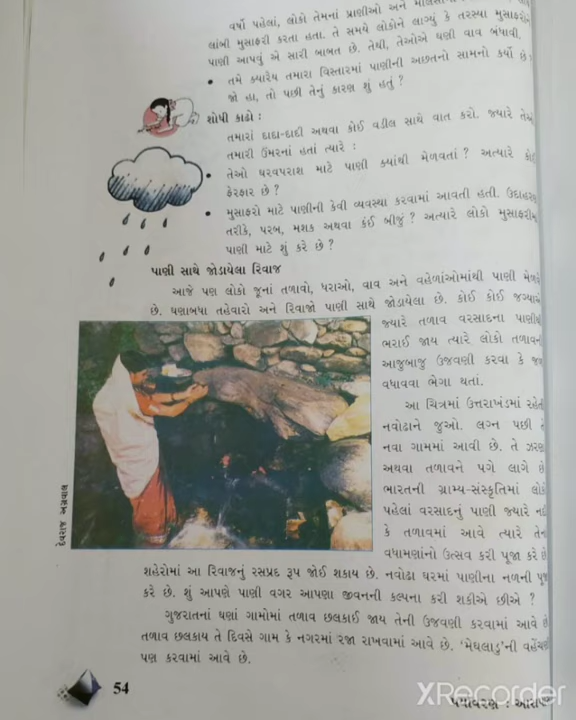 વર્ષો પહેલાં, લોકો તેમનાં પ્રાણીઓ અને
લાંબી મુસાફરી કરતા હતા. તે સમયે લોકોને લાગ્યું કે તરસ્યા મુસાફરોને
પાણી આપવું એ સારી બાબત છે. તેથી, તેઓએ ઘણી વાવ બંધાવી.
• તમે ક્યારેય તમારા વિસ્તારમાં પાણીની અછતનો સામનો કર્યો છે ?
જો હા, તો પછી તેનું કારણ શું હતું ?
શોધી કાઢો :
તમારાં દાદા-દાદી અથવા કોઈ વડીલ સાથે વાત કરો. જ્યારે તેઓ
તમારી ઉંમરનાં હતાં ત્યારે :
• તેઓ ઘરવપરાશ માટે પાણી ક્યાંથી મેળવતાં ? અત્યારે કોઈ
ફેરફાર છે ?
• મુસાફરો માટે પાણીની કેવી વ્યવસ્થા કરવામાં આવતી હતી. ઉદાહરણ
તરીકે, પરબ, મશક અથવા કંઈ બીજું ? અત્યારે લોકો મુસાફરીમાં
પાણી માટે શું કરે છે ?
પાણી સાથે જોડાયેલા રિવાજ
આજે પણ લોકો જૂનાં તળાવો, ધરાઓ, વાવ અને વહેળાંઓમાંથી પાણી મેળવે
છે. ઘણાબધા તહેવારો અને રિવાજો પાણી સાથે જોડાયેલા છે. કોઈ કોઈ જગ્યાએ
જ્યારે તળાવ વરસાદના પાણીથી
ભરાઈ જાય ત્યારે લોકો તળાવની
આજુબાજુ ઉજવણી કરવા કે જળ
વધાવવા ભેગા થતાં.
આ ચિત્રમાં ઉત્તરાખંડમાં રહેતી
નવોઢાને જુઓ. લગ્ન પછી તે
નવા ગામમાં આવી છે. તે ઝરણા
અથવા તળાવને પગે લાગે છે
ભારતની ગ્રામ્ય-સંસ્કૃતિમાં લોકો
પહેલાં વરસાદનું પાણી જ્યારે નદી
કે તળાવમાં આવે ત્યારે તેના
વધામણાંનો ઉત્સવ કરી પૂજા કરે છે
દેવરાજ અગ્રવાલ
શહેરોમાં આ રિવાજનું રસપ્રદ રૂપ જોઈ શકાય છે. નવોઢા ઘરમાં પાણીના નળની પૂજા
કરે છે. શું આપણે પાણી વગર આપણા જીવનની કલ્પના કરી શકીએ છીએ ?
ગુજરાતનાં ઘણાં ગામોમાં તળાવ છલકાઈ જાય તેની ઉજવણી કરવામાં આવે છે
તળાવ છલકાય તે દિવસે ગામ કે નગરમાં રજા રાખવામાં આવે છે. ‘મેઘલાડુ’ની વહેંચણી
પણ કરવામાં આવે છે.
54
પર્યાવરણ : આસપાસ
XRecorder